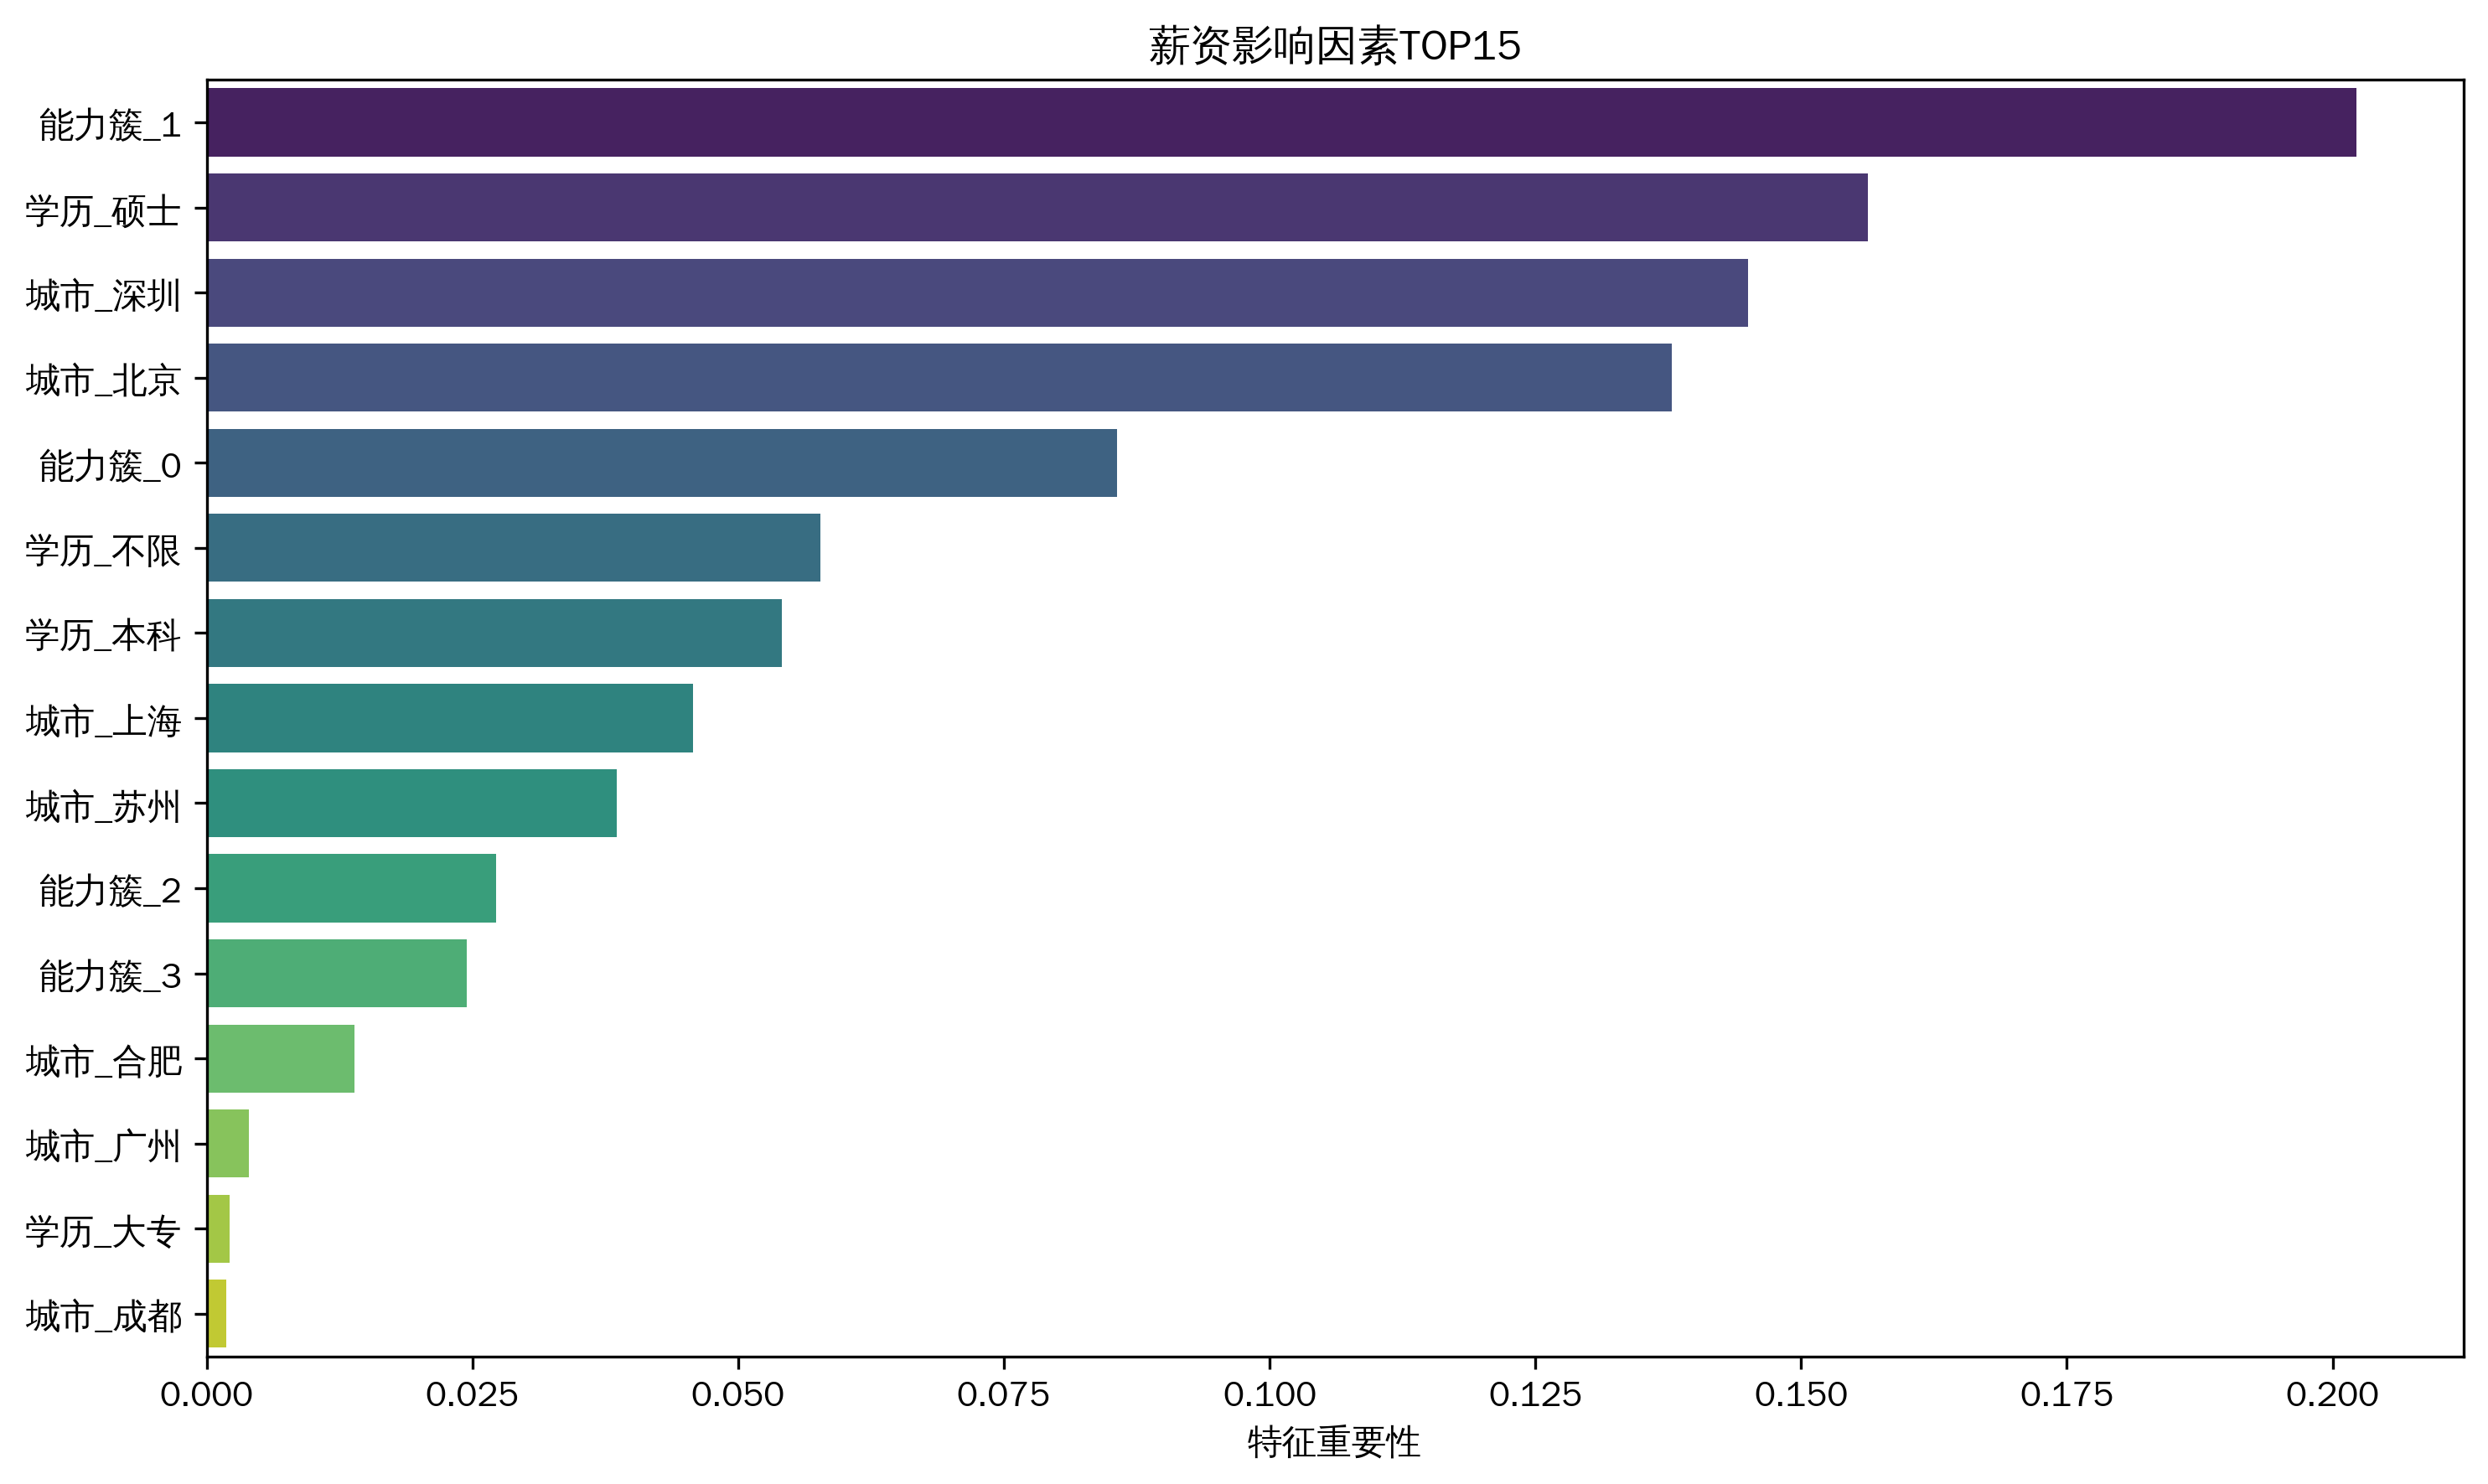 薪资影响因素TOP15
能力簇_1
学历_硕士
城市_深圳
城市_北京
能力簇_0
学历_不限
学历_本科
城市_上海
城市_苏州
能力簇_2
能力簇_3
城市_合肥
城市_广州
学历_大专
城市_成都
0.000 0.025 0.050 0.075 0.100 0.125 0.150 0.175 0.200
特征重要性